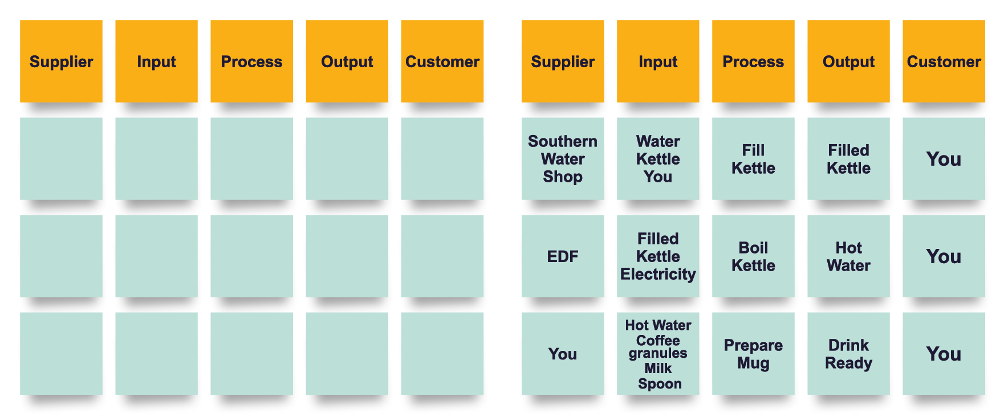 Supplier
Input
Process
Output
Customer
Supplier
Input
Process
Output
Customer
Southern
Water
Shop
Water
Kettle
You
Fill
Kettle
Filled
Kettle
You
EDF
Filled
Kettle
Electricity
Boil
Kettle
Hot
Water
You
You
Hot Water
Coffee
granules
Milk
Spoon
Prepare
Mug
Drink
Ready
You